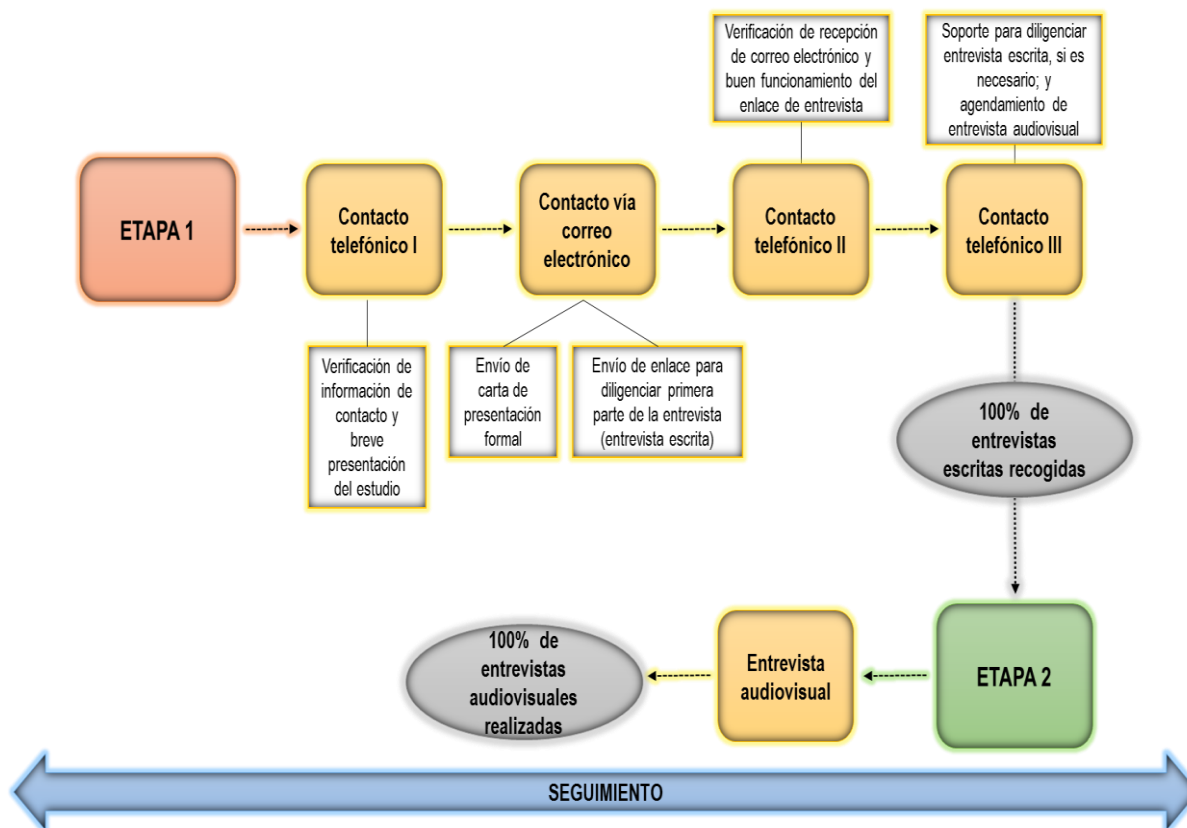 Verificación de recepción
de correo electrónico y
buen funcionamiento del
enlace de entrevista
Soporte para diligenciar
entrevista escrita, si es
necesario; y
agendamiento de
entrevista audiovisual
ETAPA 1
Contacto
telefónico I
Contacto vía
correo
electrónico
Contacto
telefónico II
Contacto
telefónico III
Verificación de
información de
contacto y
breve
presentación
del estudio
Envío de
carta de
presentación
formal
Envío de enlace para
diligenciar primera
parte de la entrevista
(entrevista escrita)
100% de
entrevistas
escritas recogidas
100% de
entrevistas
audiovisuales
realizadas
Entrevista
audiovisual
ETAPA 2
SEGUIMIENTO